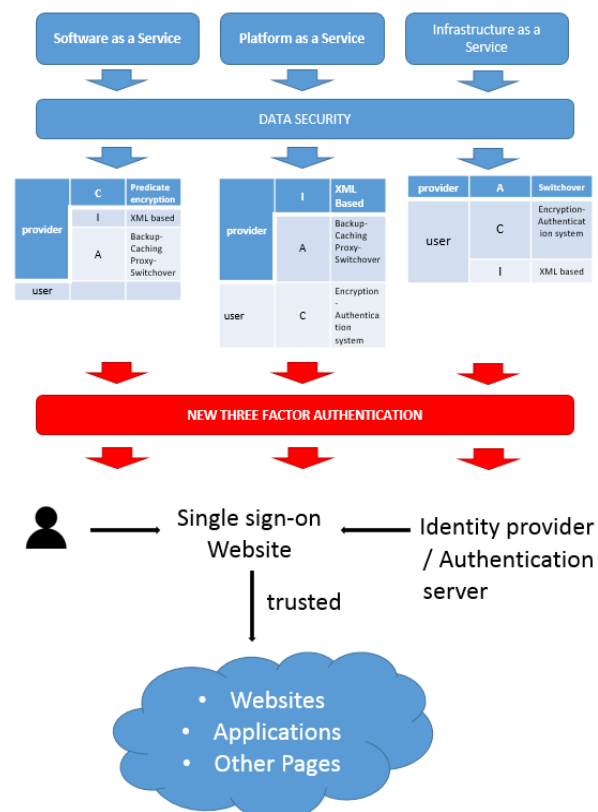 Software as a Service
Platform as a Service
Infrastructure as a
Service
DATA SECURITY
provider
C
Predicate
encryption
I
XML based
A
Backup-
Caching
Proxy-
Switchover
user
provider
I
XML
Based
A
Backup-
Caching
Proxy-
Switchover
user
C
Encryption
-
Authentica
tion
system
provider
A
Switchover
user
C
Encryption-
Authenticat
ion system
I
XML based
NEW THREE FACTOR AUTHENTICATION
Single sign-on
Website
Identity provider
/ Authentication
server
trusted
• Websites
• Applications
• Other Pages